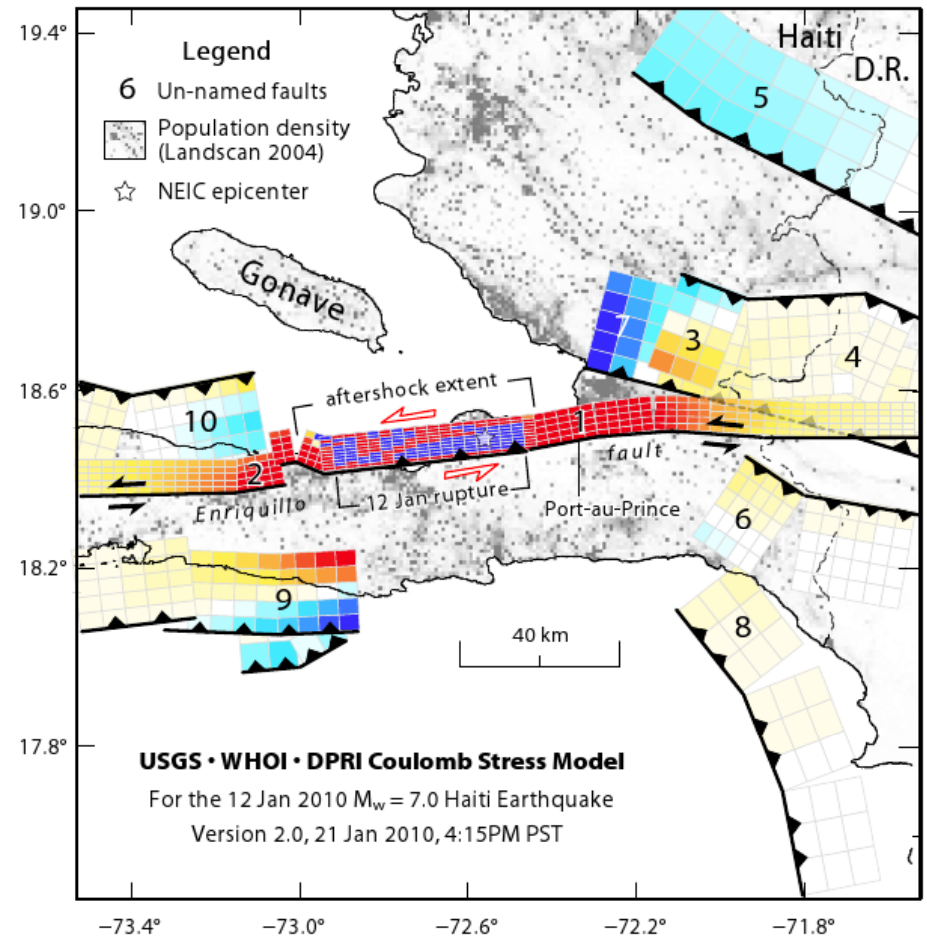 19.4°
19.0°
18.6°
18.2°
17.8°
Legend
6 Un-named faults
Population density
(Landscan 2004)
NEIC epicenter
Haiti
D.R.
5
Gonave
7
3
4
aftershock extent
10
1
2
fault
12 Jan rupture
Enriquillo
Port-au-Prince
6
9
8
40 km
USGS • WHOI • DPRI Coulomb Stress Model
For the 12 Jan 2010 Mw = 7.0 Haiti Earthquake
Version 2.0, 21 Jan 2010, 4:15PM PST
−73.4°
−73.0°
−72.6°
−72.2°
−71.8°